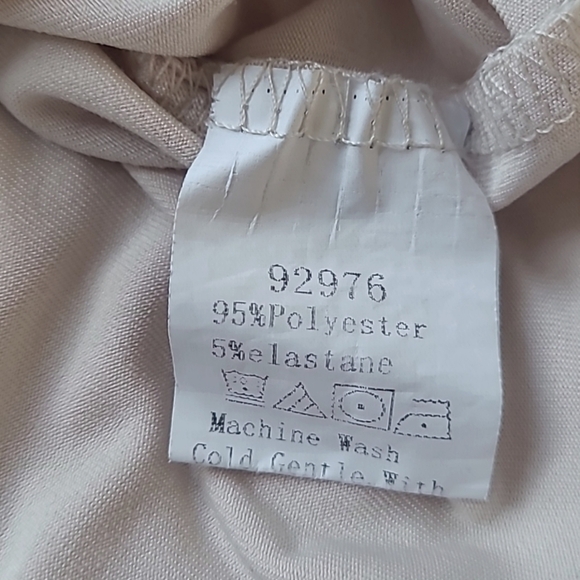 92976
95%Polyester
5%elastane
Machine Wash
Cold Gentle With